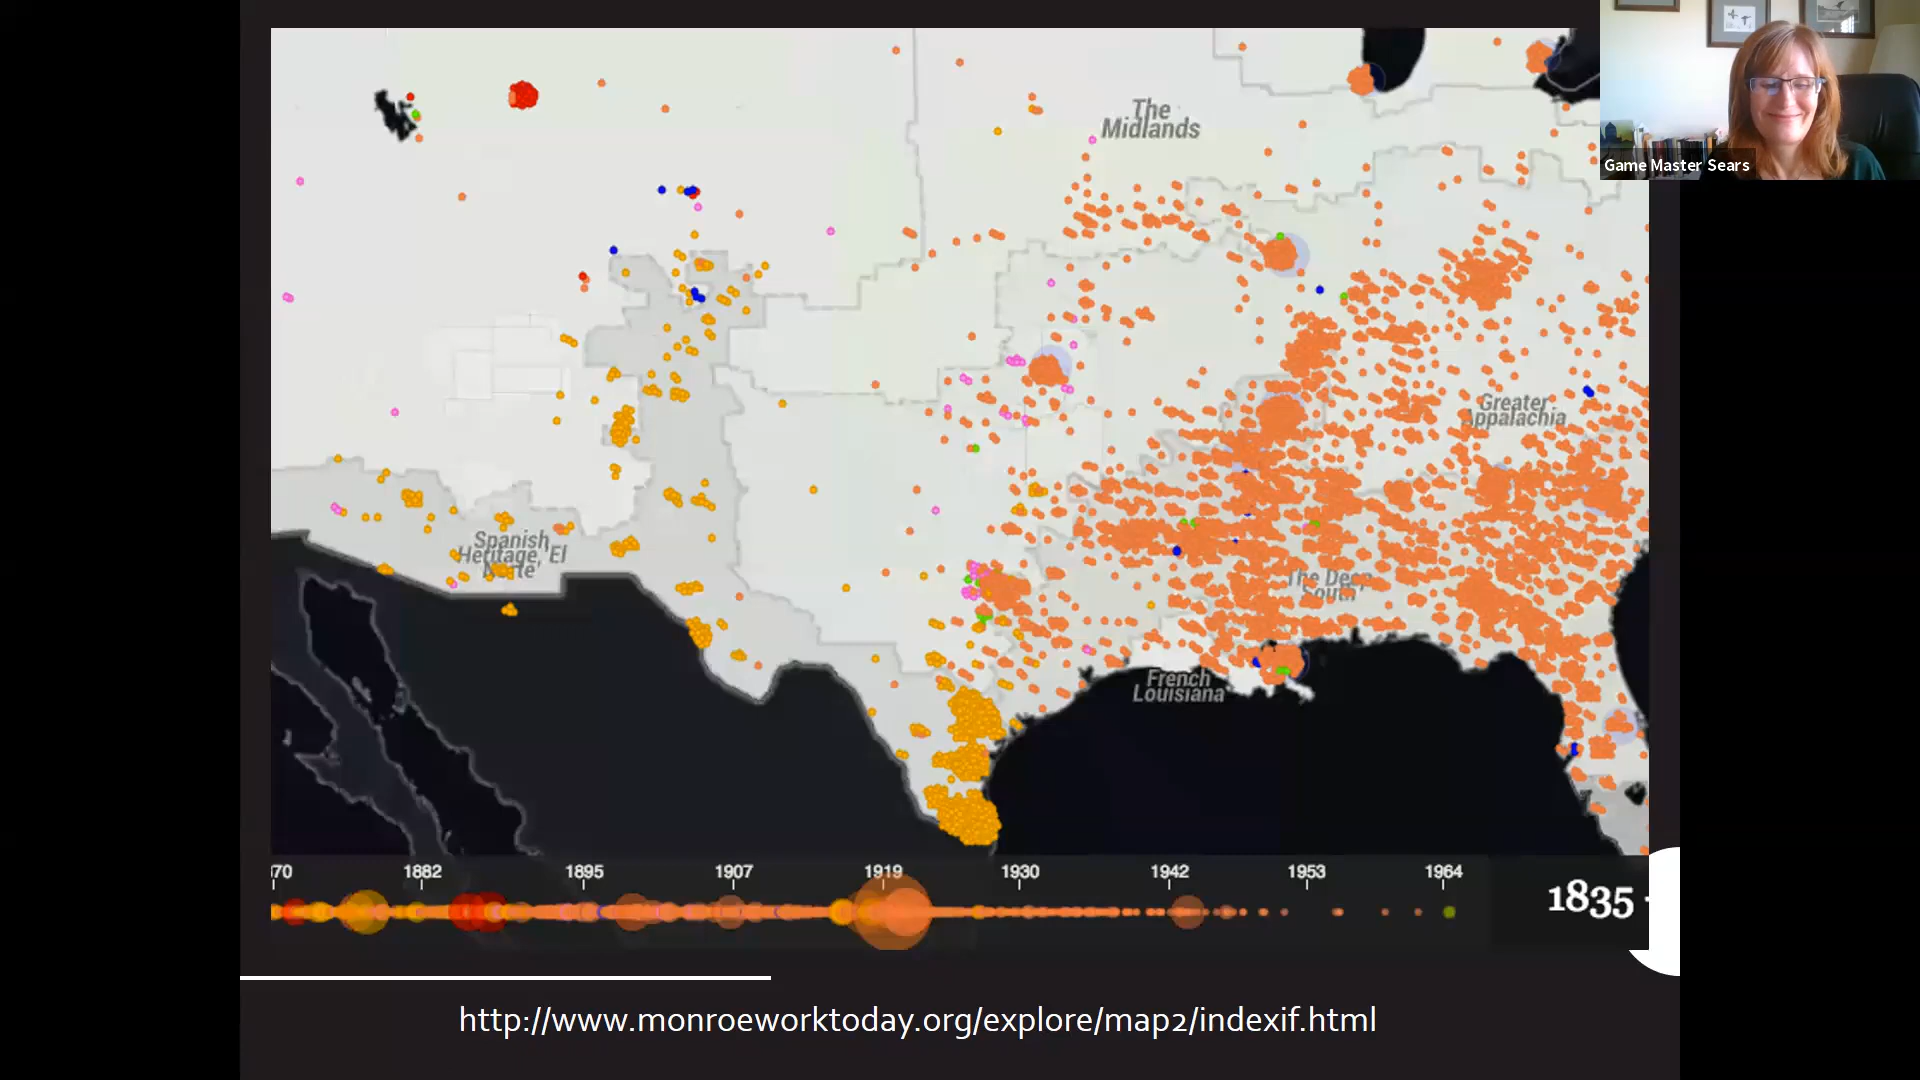 The
Midlands
Game Master Sears
Greater
Appalachia
Spanish
Heritage, El
Norte
The Deep
South
French
Louisiana
1882
1895
1907
1919
1930
1942
1953
1964
1835
http://www.monroeworktoday.org/explore/map2/indexif.html